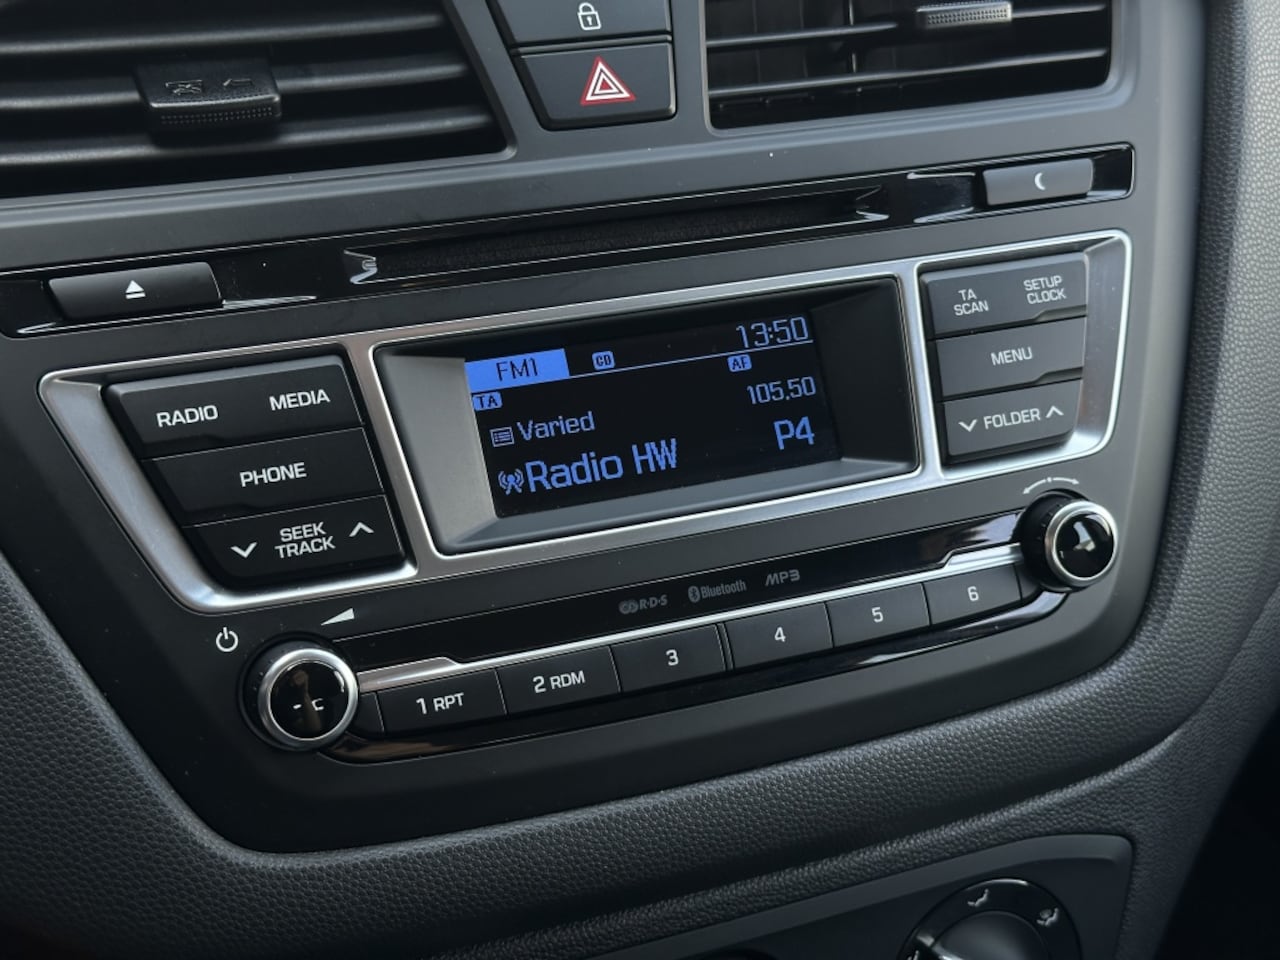 FM1 CD 13:50
TA AF
105.50
Varied
Radio HW P4
RADIO MEDIA
PHONE
SEEK
TRACK
TA
SCAN
SETUP
CLOCK
MENU
FOLDER
R·D·S Bluetooth MP3
1 RPT 2 RDM 3 4 5 6